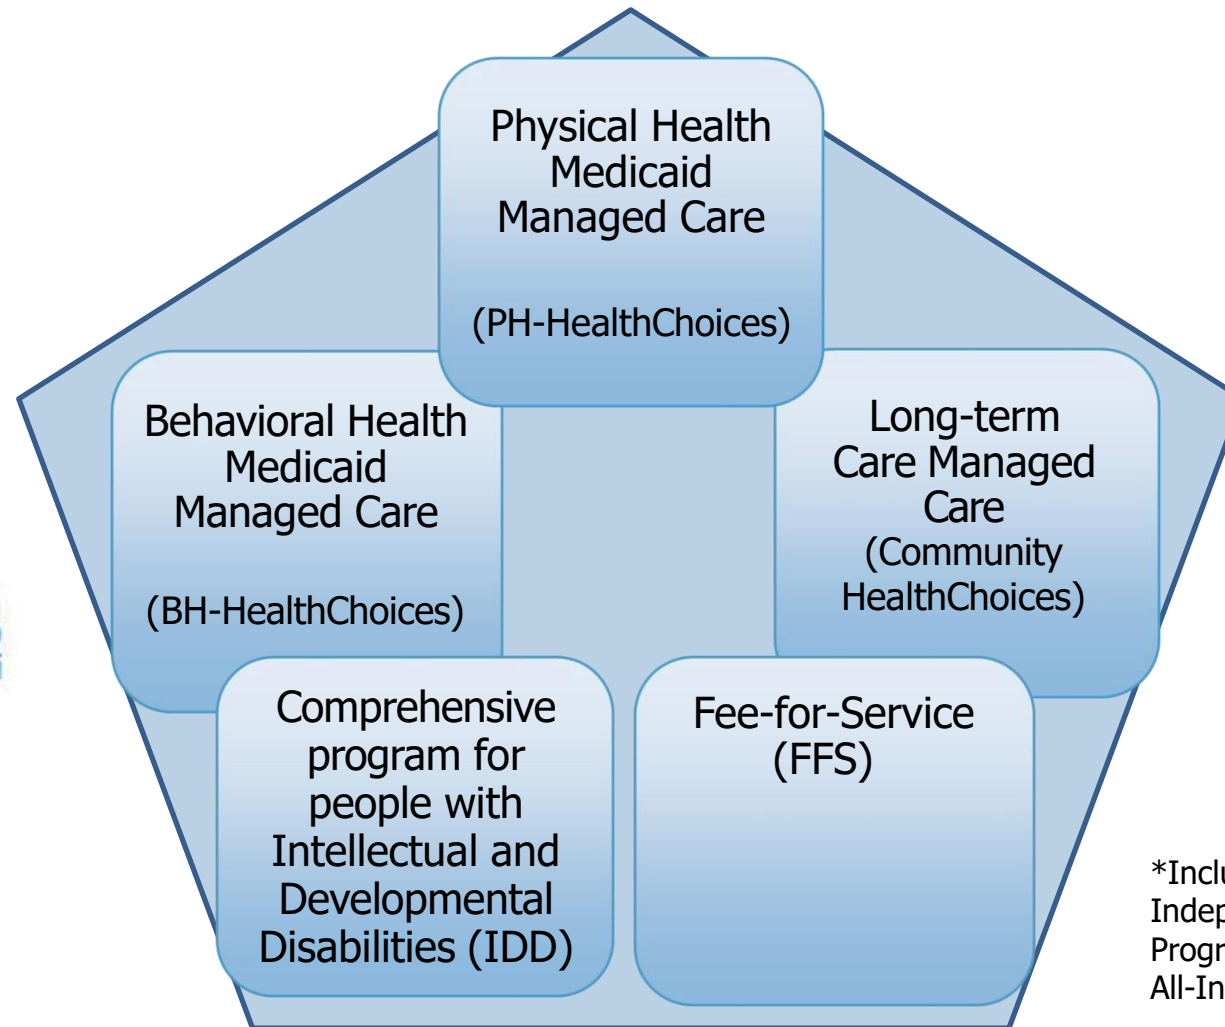 Physical Health
Medicaid
Managed Care
(PH-HealthChoices)
Behavioral Health
Medicaid
Managed Care
(BH-HealthChoices)
Long-term
Care Managed
Care
(Community
HealthChoices)
Comprehensive
program for
people with
Intellectual and
Developmental
Disabilities (IDD)
Fee-for-Service
(FFS)